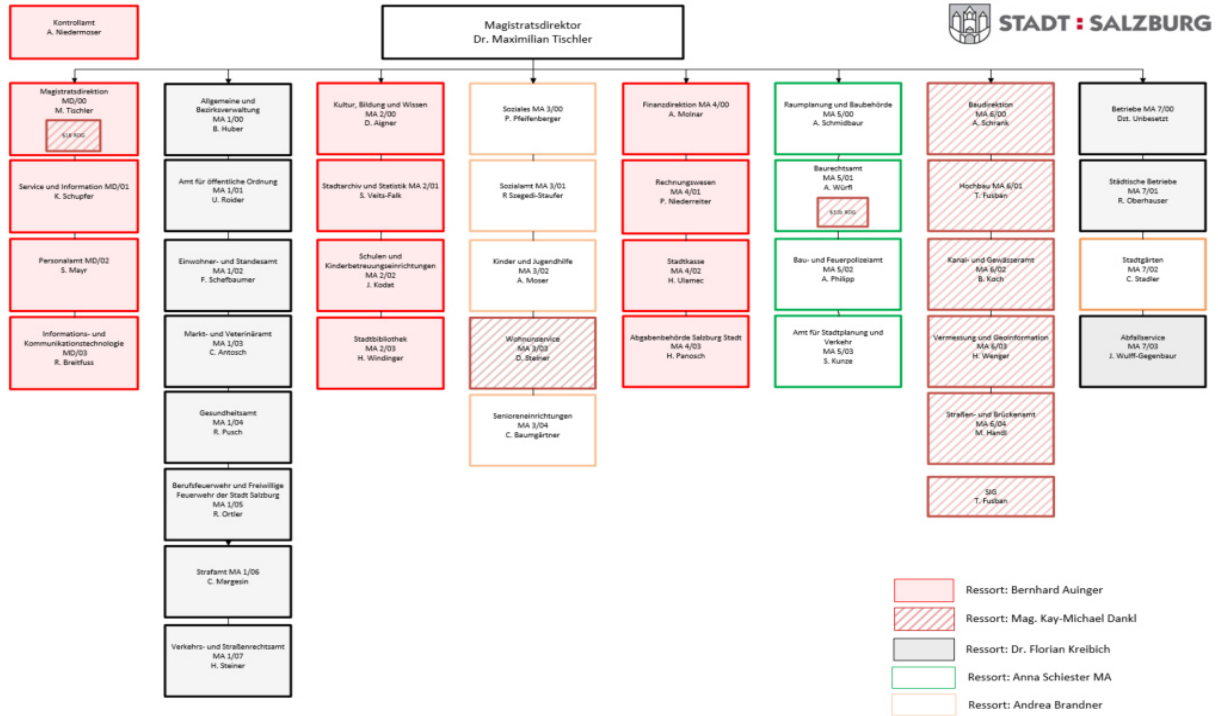 Kontrollamt
A. Niedermoser
Magistratsdirektor
Dr. Maximilian Tischler
STADT : SALZBURG
Magistratsdirektion
MD/00
M. Tischler
Allgemeine und
Bezirksverwaltung
MA 1/00
B. Huber
Kultur, Bildung und Wissen
MA 2/00
D. Aigner
Soziales MA 3/00
P. Pfeifenberger
Finanzdirektion MA 4/00
A. Molnar
Raumplanung und Baubehörde
MA 5/00
A. Schmidbaur
Baudirektion
MA 6/00
A. Schrank
Betriebe MA 7/00
Dzt. Unbesetzt
Service und Information MD/01
K. Schupfer
Amt für öffentliche Ordnung
MA 1/01
U. Roider
Stadtarchiv und Statistik MA 2/01
S. Veits-Falk
Sozialamt MA 3/01
R Szegedi-Staufer
Rechnungswesen
MA 4/01
P. Niederreiter
Baurechtsamt
MA 5/01
A. Würfl
Hochbau MA 6/01
T. Fusban
Städtische Betriebe
MA 7/01
R. Oberhauser
Personalamt MD/02
S. Mayr
Einwohner- und Standesamt
MA 1/02
F. Schefbaumer
Schulen und
Kinderbetreuungseinrichtungen
MA 2/02
J. Kodat
Kinder und Jugendhilfe
MA 3/02
A. Moser
Stadtkasse
MA 4/02
H. Ulamec
Bau- und Feuerpolizeiamt
MA 5/02
A. Philipp
Kanal- und Gewässeramt
MA 6/02
B. Koch
Stadtgärten
MA 7/02
C. Stadler
Informations- und
Kommunikationstechnologie
MD/03
R. Breitfuss
Markt- und Veterinäramt
MA 1/03
C. Antosch
Stadtbibliothek
MA 2/03
H. Windinger
Wohnunservice
MA 3/03
D. Steiner
Abgabenbehörde Salzburg Stadt
MA 4/03
H. Panosch
Amt für Stadtplanung und
Verkehr
MA 5/03
S. Kunze
Vermessung und Geoinformation
MA 6/03
H. Wenger
Abfallservice
MA 7/03
J. Wulff-Gegenbaur
Gesundheitsamt
MA 1/04
R. Pusch
Senioreneinrichtungen
MA 3/04
C. Baumgärtner
Straßen- und Brückenamt
MA 6/04
M. Handl
Berufsfeuerwehr und Freiwillige
Feuerwehr der Stadt Salzburg
MA 1/05
R. Ortler
SIG
T. Fusban
Strafamt MA 1/06
C. Margesin
Verkehrs- und Straßenrechtsamt
MA 1/07
H. Steiner
Ressort: Bernhard Auinger
Ressort: Mag. Kay-Michael Dankl
Ressort: Dr. Florian Kreibich
Ressort: Anna Schiester MA
Ressort: Andrea Brandner